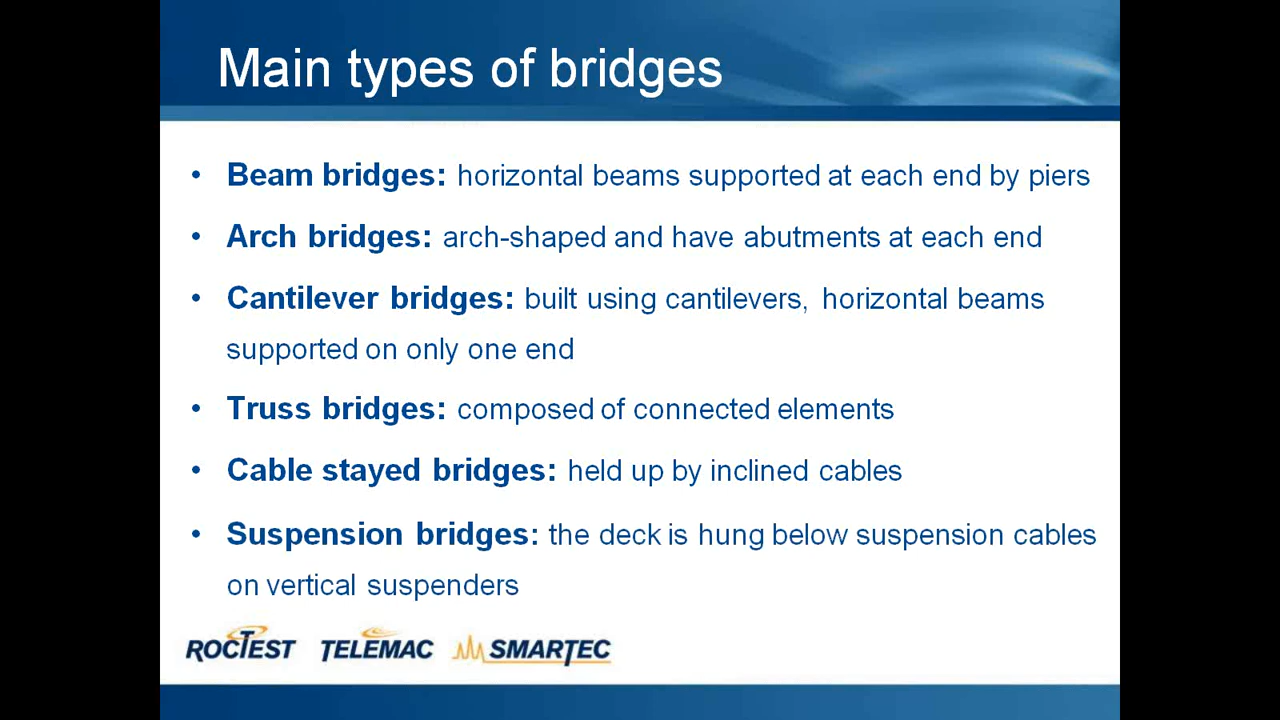 Main types of bridges
• Beam bridges: horizontal beams supported at each end by piers
• Arch bridges: arch-shaped and have abutments at each end
• Cantilever bridges: built using cantilevers, horizontal beams
supported on only one end
• Truss bridges: composed of connected elements
• Cable stayed bridges: held up by inclined cables
• Suspension bridges: the deck is hung below suspension cables
on vertical suspenders
ROCTEST TELEMAC SMARTEC